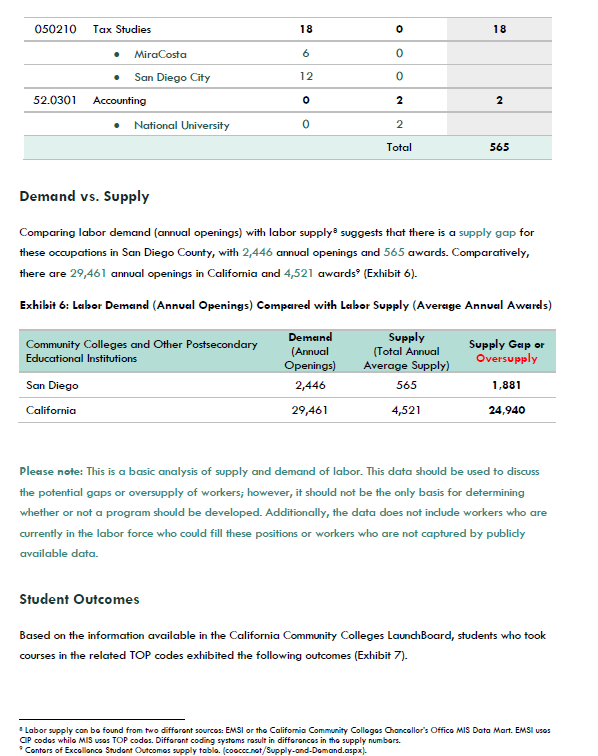 050210 Tax Studies 18 0 18
• MiraCosta 6 0
• San Diego City 12 0
52.0301 Accounting 0 2 2
• National University 0 2
Total 565
Demand vs. Supply
Comparing labor demand (annual openings) with labor supply⁸ suggests that there is a supply gap for
these occupations in San Diego County, with 2,446 annual openings and 565 awards. Comparatively,
there are 29,461 annual openings in California and 4,521 awards⁹ (Exhibit 6).
Exhibit 6: Labor Demand (Annual Openings) Compared with Labor Supply (Average Annual Awards)
Community Colleges and Other Postsecondary
Educational Institutions
Demand
(Annual
Openings)
Supply
(Total Annual
Average Supply)
Supply Gap or
Oversupply
San Diego 2,446 565 1,881
California 29,461 4,521 24,940
Please note: This is a basic analysis of supply and demand of labor. This data should be used to discuss
the potential gaps or oversupply of workers; however, it should not be the only basis for determining
whether or not a program should be developed. Additionally, the data does not include workers who are
currently in the labor force who could fill these positions or workers who are not captured by publicly
available data.
Student Outcomes
Based on the information available in the California Community Colleges LaunchBoard, students who took
courses in the related TOP codes exhibited the following outcomes (Exhibit 7).
⁸ Labor supply can be found from two different sources: EMSI or the California Community Colleges Chancellor's Office MIS Data Mart. EMSI uses
CIP codes while MIS uses TOP codes. Different coding systems result in differences in the supply numbers.
⁹ Centers of Excellence Student Outcomes supply table. (coeccc.net/Supply-and-Demand.aspx).